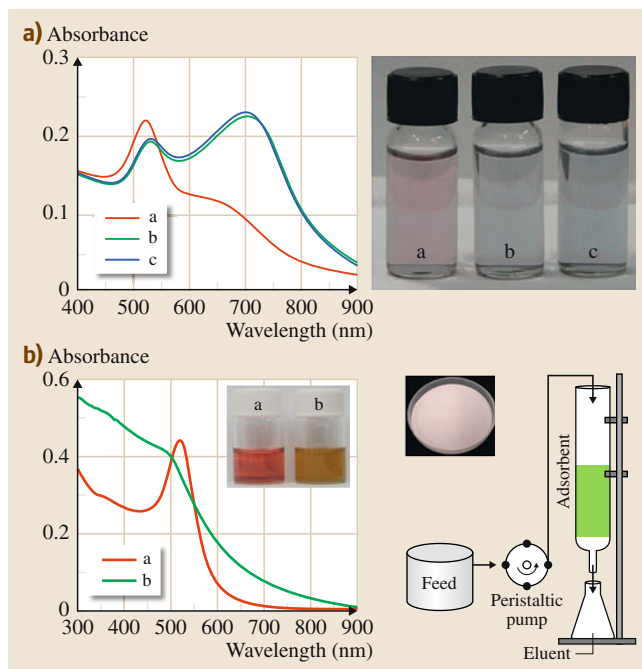 a) Absorbance
0.3
0.2
0.1
0
a
b
c
400 500 600 700 800 900
Wavelength (nm)
a b c
b) Absorbance
0.6
0.4
0.2
0
a
b
300 400 500 600 700 800 900
Wavelength (nm)
a b
Adsorbent
Feed
Peristaltic
pump
Eluent